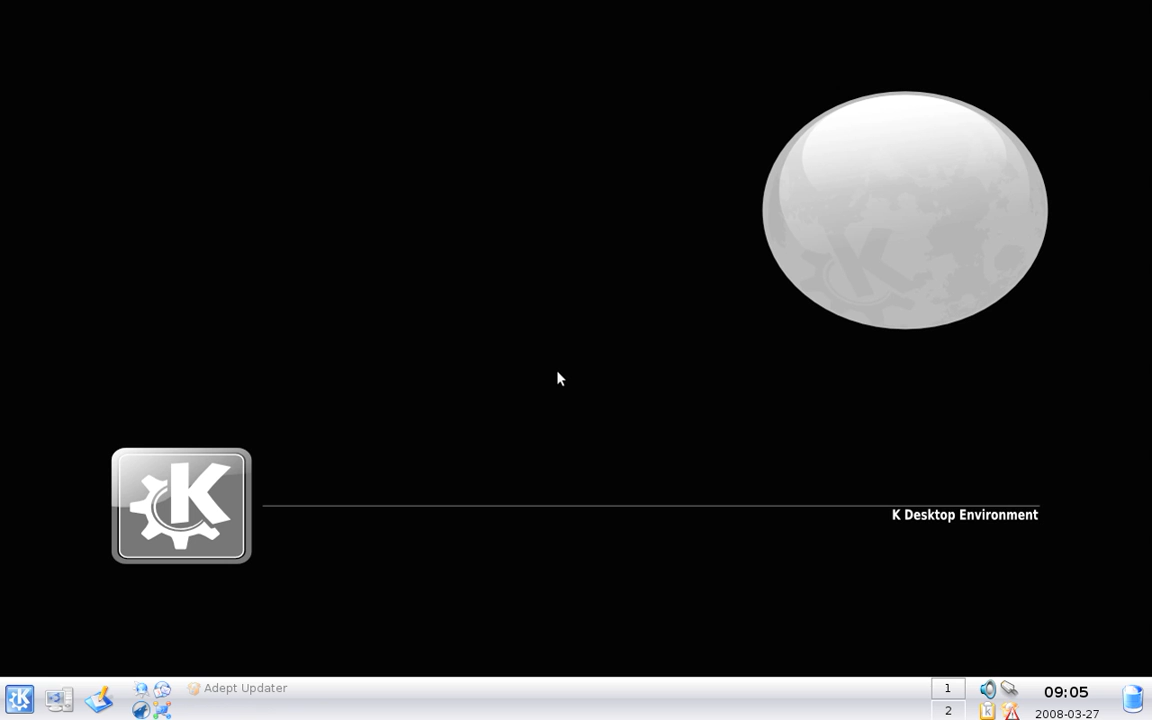 K
K
K Desktop Environment
Adept Updater
1
2
09:05
2008-03-27